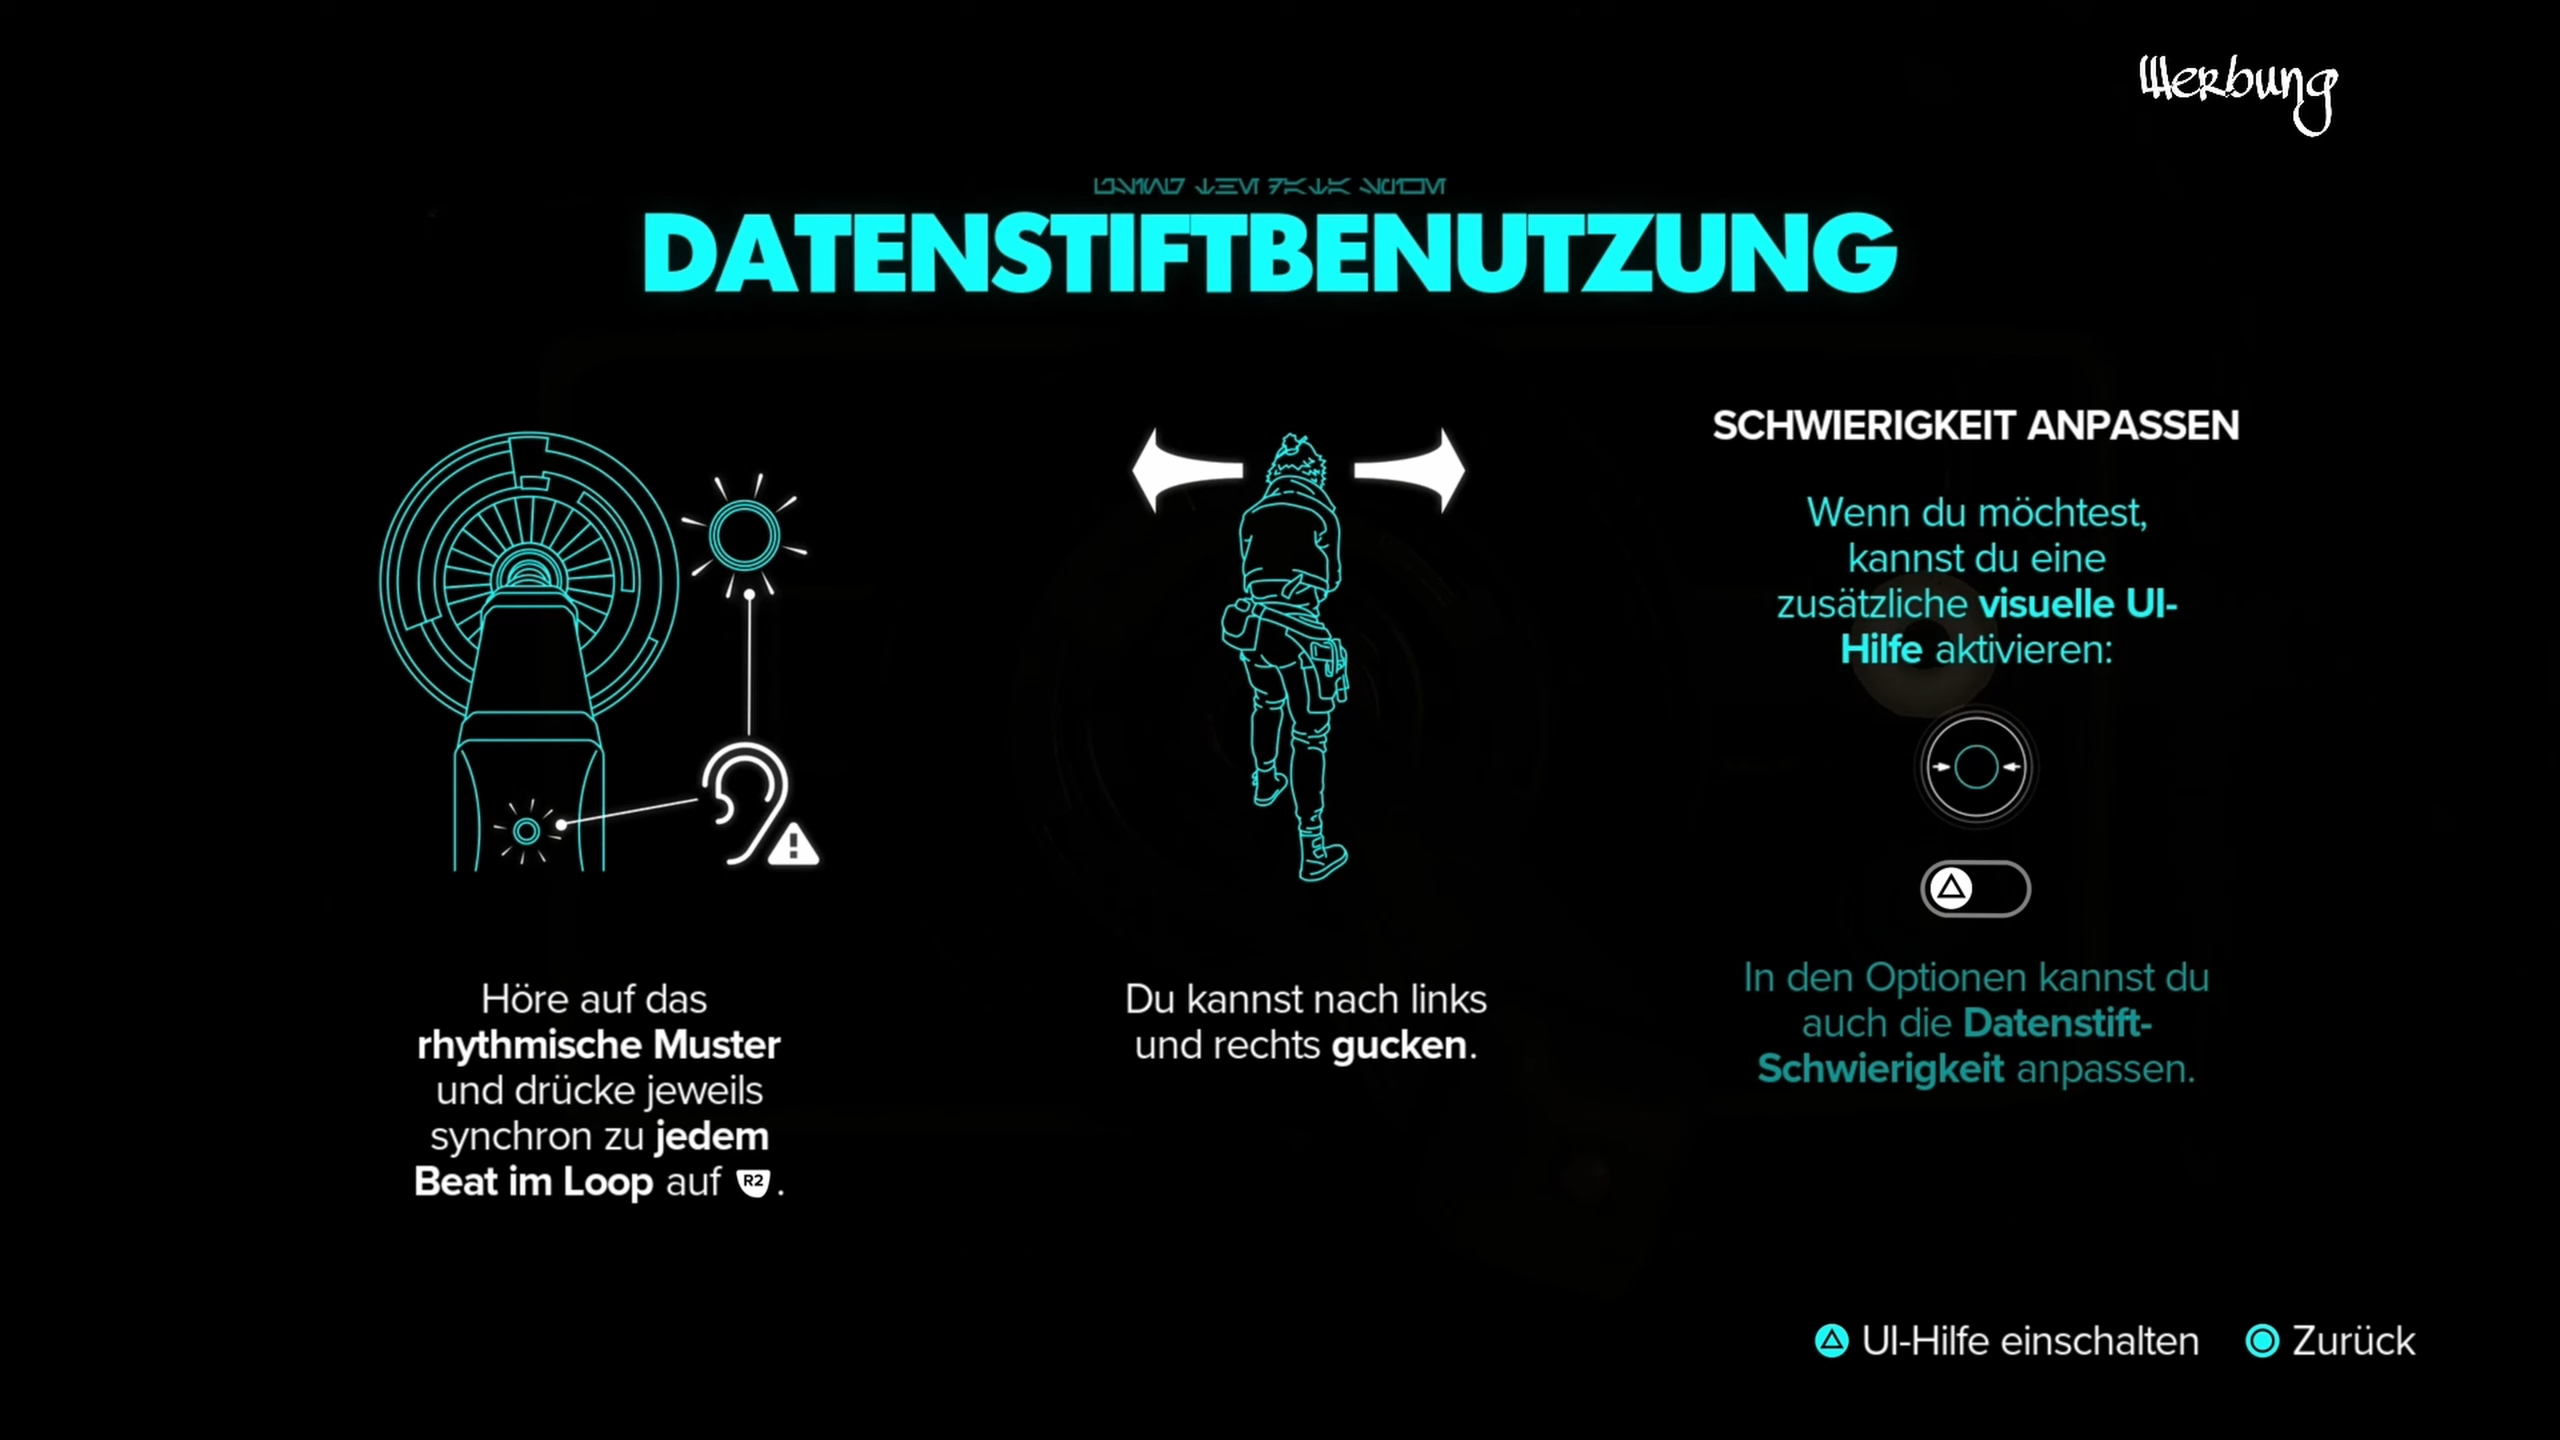 Werbung
DATENSTIFTBENUTZUNG
Höre auf das
rhythmische Muster
und drücke jeweils
synchron zu jedem
Beat im Loop auf R2.
Du kannst nach links
und rechts gucken.
SCHWIERIGKEIT ANPASSEN
Wenn du möchtest,
kannst du eine
zusätzliche visuelle UI-
Hilfe aktivieren:
In den Optionen kannst du
auch die Datenstift-
Schwierigkeit anpassen.
UI-Hilfe einschalten
Zurück